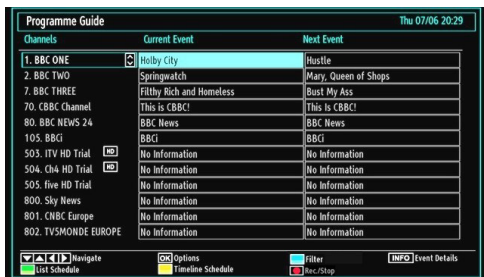 Programme Guide Thu 07/06 20:29
Channels Current Event Next Event
1. BBC ONE Holby City Hustle
2. BBC TWO Springwatch Mary, Queen of Shops
7. BBC THREE Filthy Rich and Homeless Bust My Ass
70. CBBC Channel This is CBBC! This Is CBBC!
80. BBC NEWS 24 BBC News BBC News
105. BBCi BBCi BBCi
503. ITV HD Trial HD No Information No Information
504. Ch4 HD Trial HD No Information No Information
505. five HD Trial No Information No Information
800. Sky News No Information No Information
801. CNBC Europe No Information No Information
802. TV5MONDE EUROPE No Information No Information
Navigate OK Options Filter INFO Event Details
List Schedule Timeline Schedule Rec./Stop